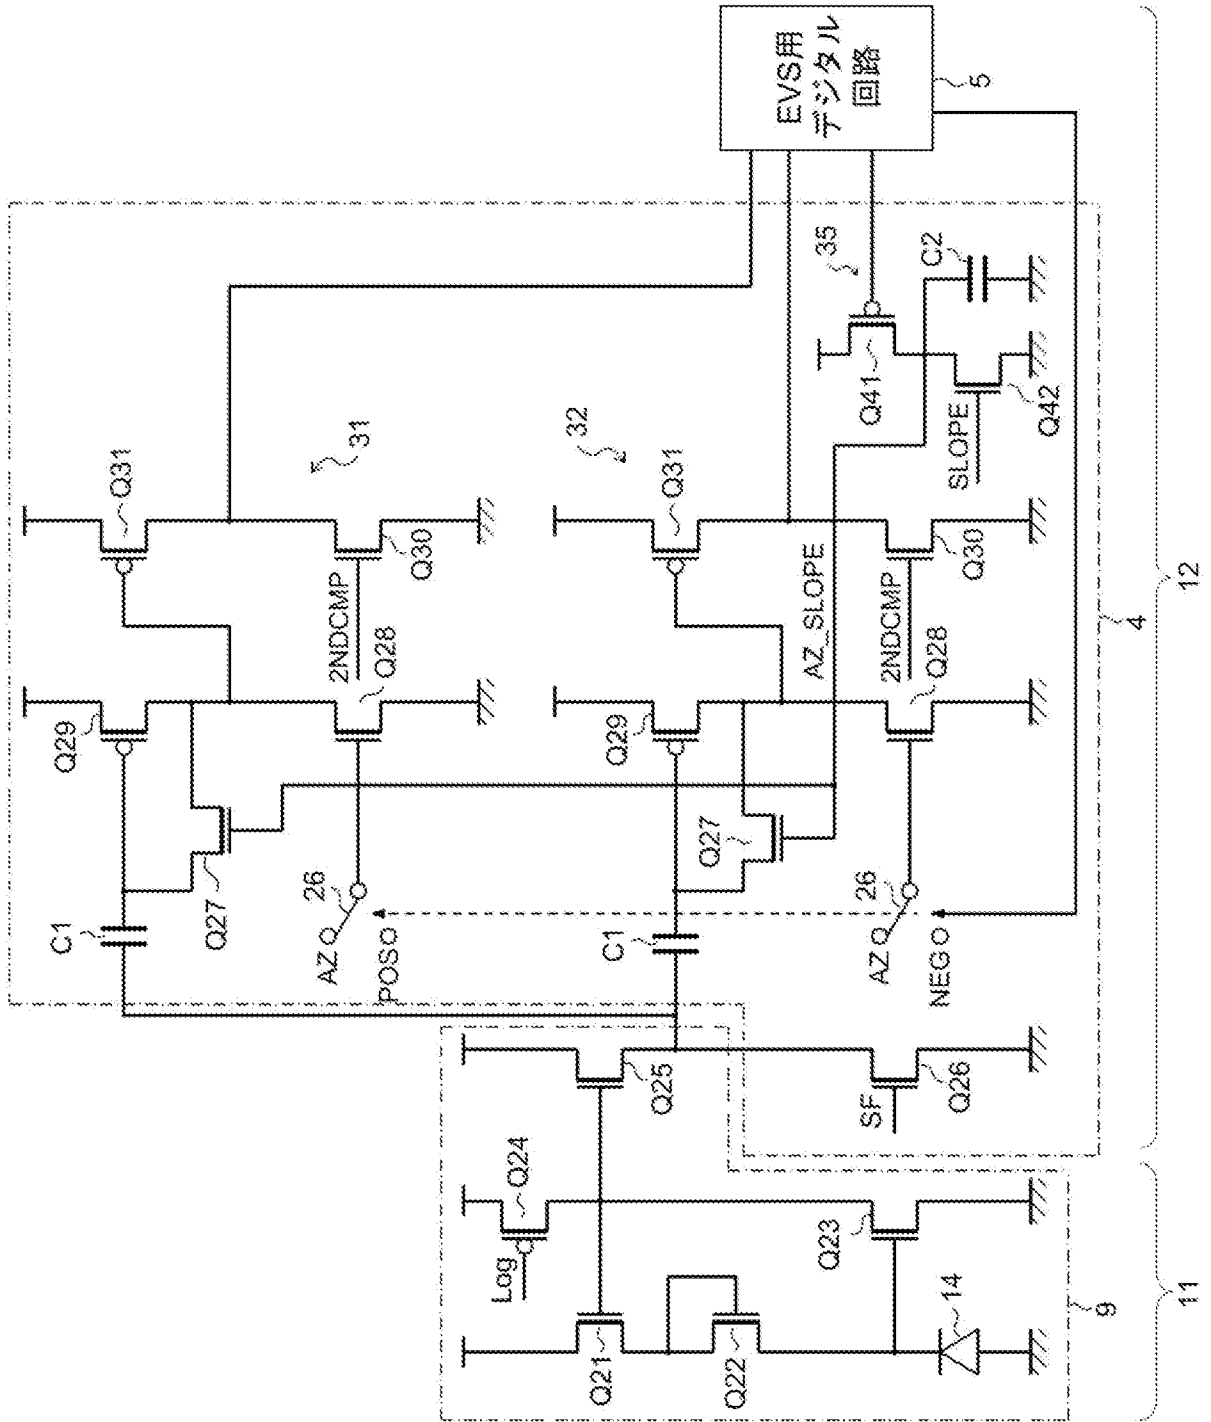 EVS用
デジタル
回路
5
Q31
31
Q30
2NDCMP
Q29
Q28
Q27
C1
AZ
26
POS
32
Q31
Q30
2NDCMP
Q29
Q28
Q27
C1
AZ
26
NEG
AZ_SLOPE
35
Q41
C2
SLOPE
Q42
4
12
Q25
SF
Q26
Q24
Log
Q23
Q21
Q22
14
9
11